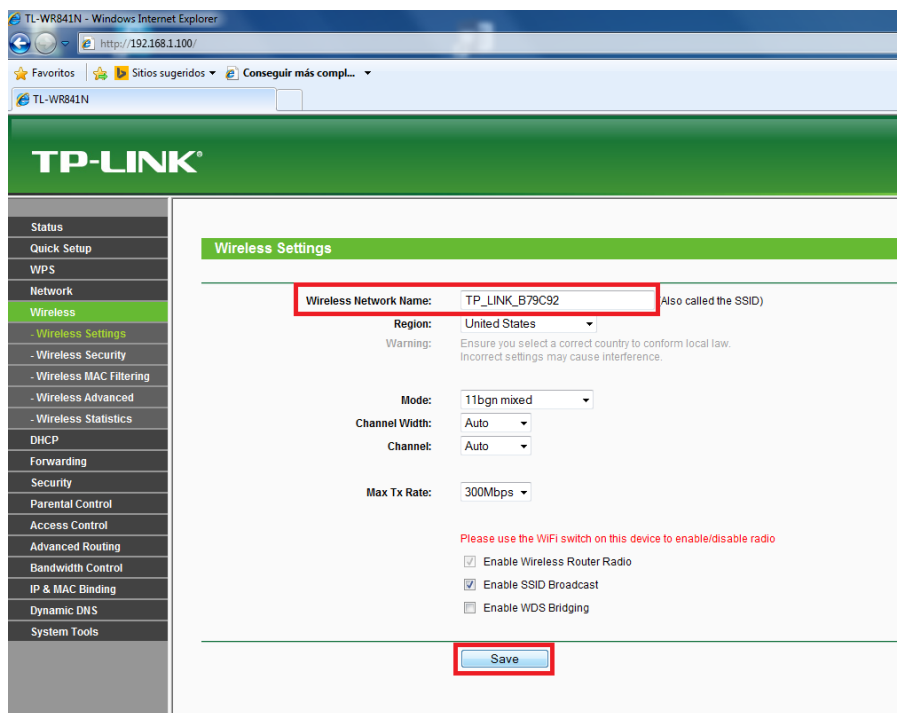 TL-WR841N - Windows Internet Explorer
http://192.168.1.100/
Favoritos Sitios sugeridos Conseguir más compl...
TL-WR841N
TP-LINK®
Status
Quick Setup
WPS
Network
Wireless
- Wireless Settings
- Wireless Security
- Wireless MAC Filtering
- Wireless Advanced
- Wireless Statistics
DHCP
Forwarding
Security
Parental Control
Access Control
Advanced Routing
Bandwidth Control
IP & MAC Binding
Dynamic DNS
System Tools
Wireless Settings
Wireless Network Name: TP_LINK_B79C92 (Also called the SSID)
Region: United States
Warning: Ensure you select a correct country to conform local law.
Incorrect settings may cause interference.
Mode: 11bgn mixed
Channel Width: Auto
Channel: Auto
Max Tx Rate: 300Mbps
Please use the WiFi switch on this device to enable/disable radio
Enable Wireless Router Radio
Enable SSID Broadcast
Enable WDS Bridging
Save